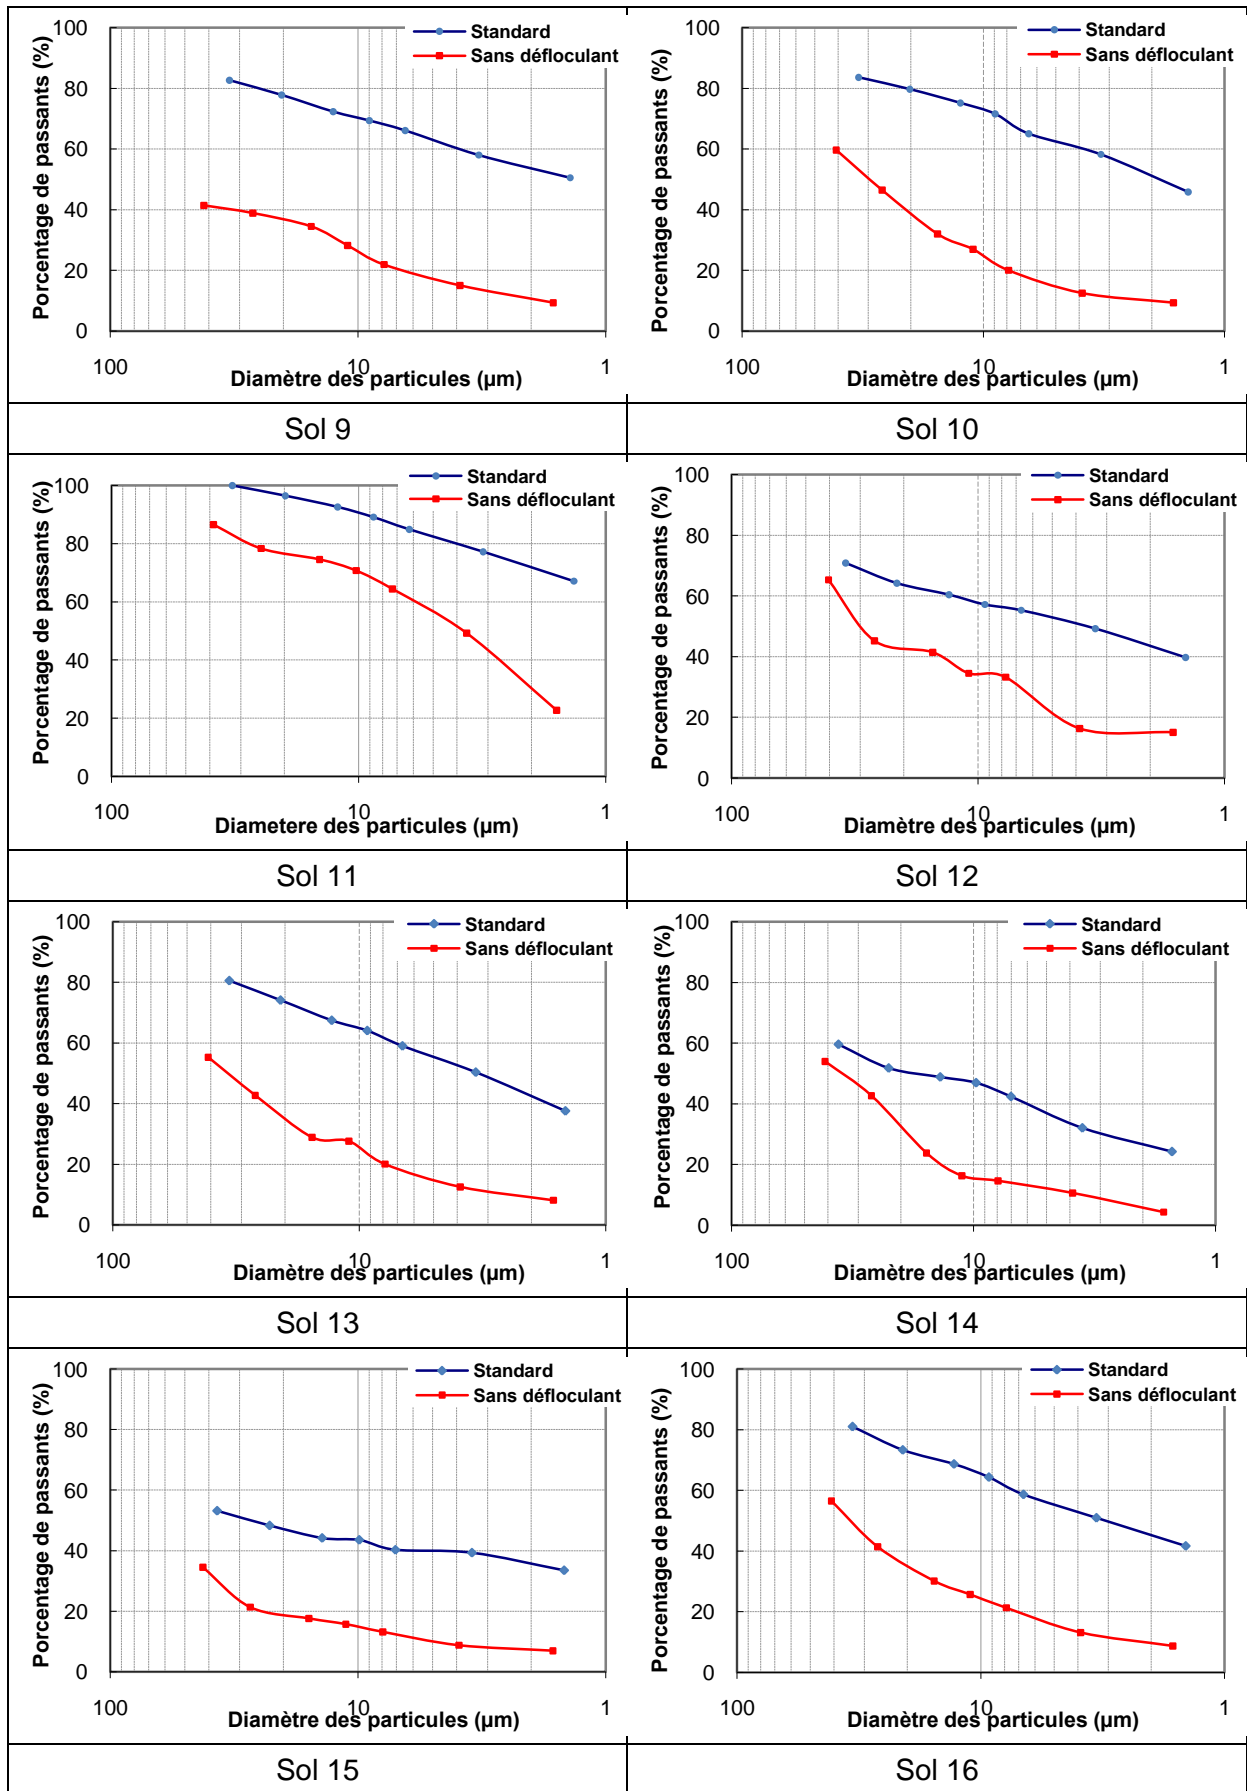 Porcentage de passants (%)
Standard
Sans défloculant
100
80
60
40
20
0
100
10
1
Diamètre des particules (µm)
Porcentage de passants (%)
Standard
Sans défloculant
100
80
60
40
20
0
100
10
1
Diamètre des particules (µm)
Sol 9
Sol 10
Porcentage de passants (%)
Standard
Sans défloculant
100
80
60
40
20
0
100
10
1
Diametere des particules (µm)
Porcentage de passants (%)
Standard
Sans défloculant
100
80
60
40
20
0
100
10
1
Diamètre des particules (µm)
Sol 11
Sol 12
Porcentage de passants (%)
Standard
Sans défloculant
100
80
60
40
20
0
100
10
1
Diamètre des particules (µm)
Porcentage de passants (%)
Standard
Sans défloculant
100
80
60
40
20
0
100
10
1
Diamètre des particules (µm)
Sol 13
Sol 14
Porcentage de passants (%)
Standard
Sans défloculant
100
80
60
40
20
0
100
10
1
Diamètre des particules (µm)
Porcentage de passants (%)
Standard
Sans défloculant
100
80
60
40
20
0
100
10
1
Diamètre des particules (µm)
Sol 15
Sol 16